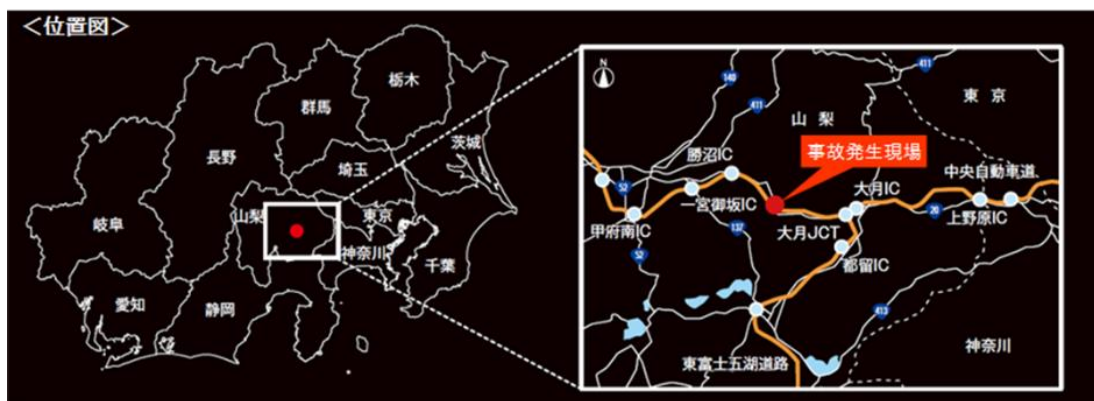 ＜位置図＞
栃木
群馬
茨城
長野
埼玉
山梨
東京
岐阜
神奈川
千葉
愛知
静岡
N
411
140
東 京
411
山 梨
事故発生現場
勝沼IC
中央自動車道
52
大月IC
一宮御坂IC
20
甲府南IC
137
大月JCT
上野原IC
52
都留IC
413
神奈川
東富士五湖道路